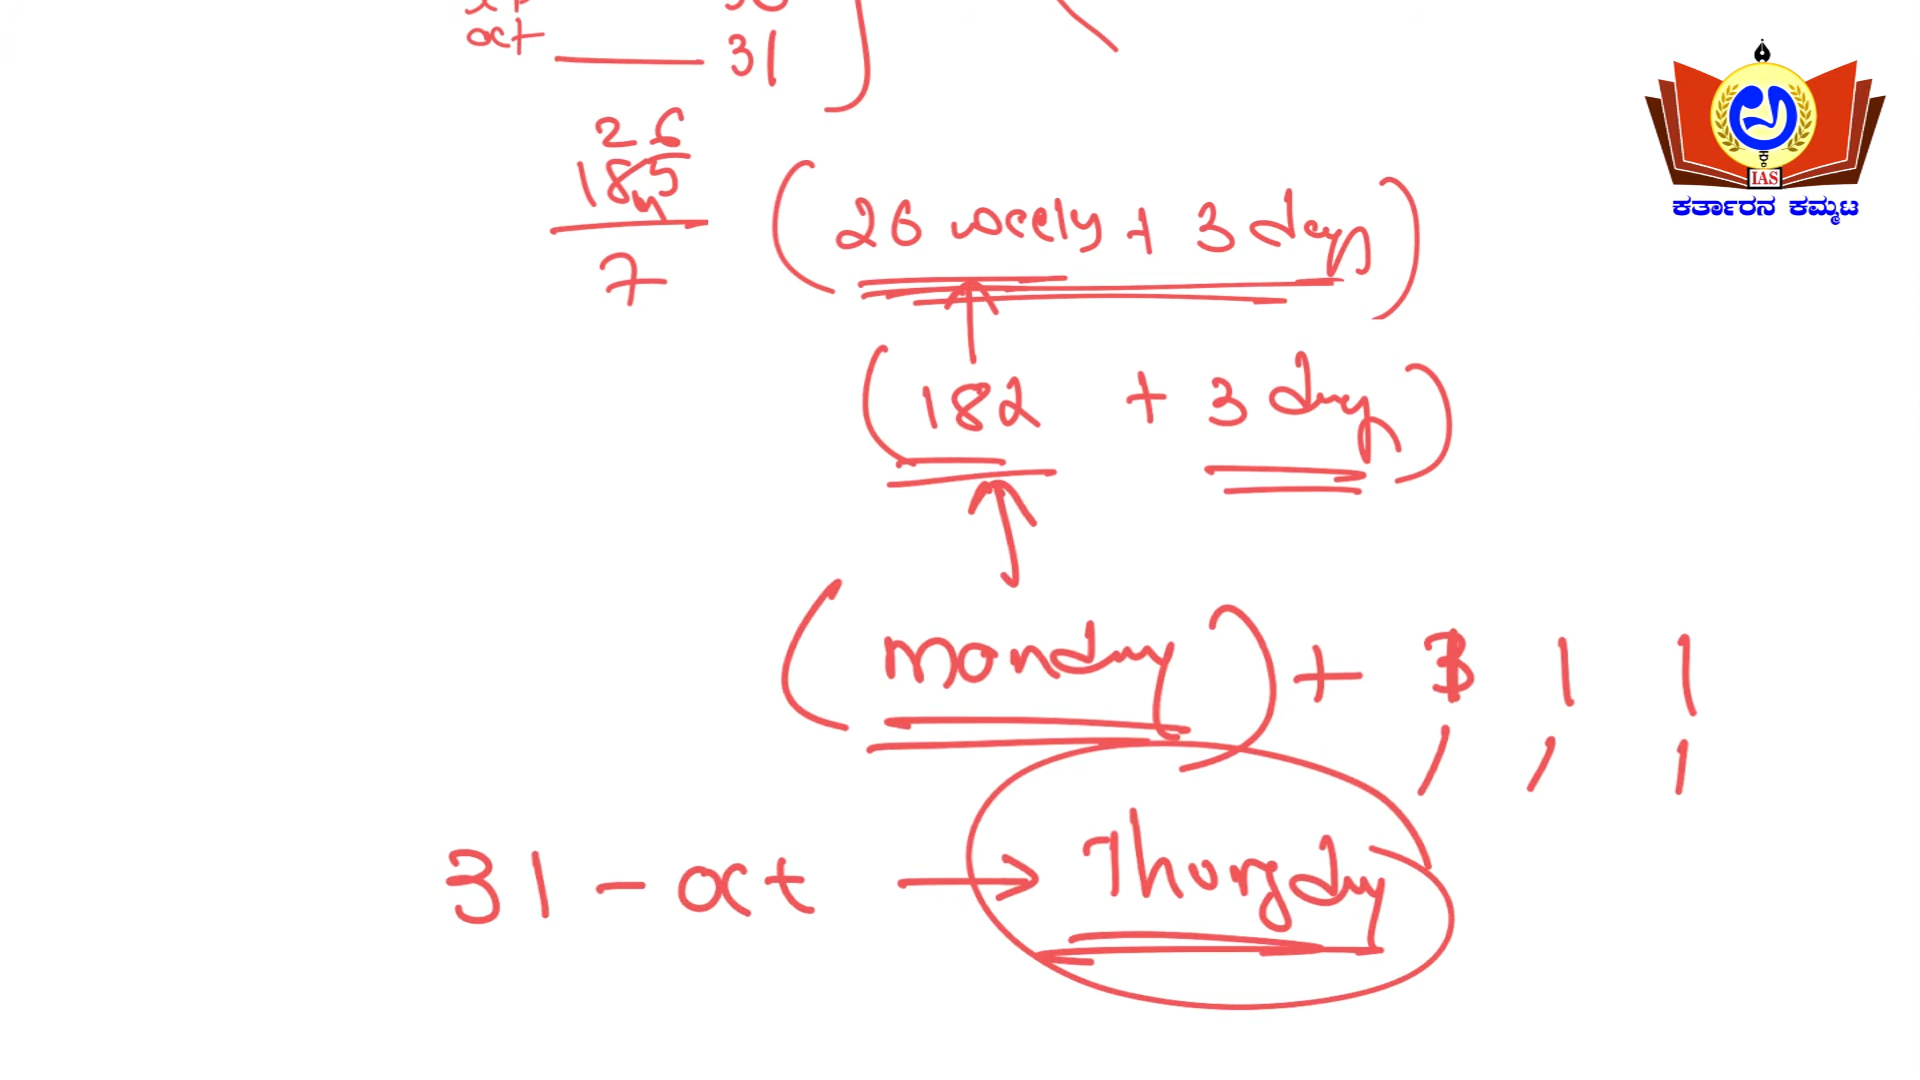 oct 31
26
185
7
(26 weeks + 3 days)
(182 + 3 day)
(monday) + 3 1 1
31 - oct → Thursday
IAS
ಕರ್ತಾರನ ಕಮ್ಮಟ